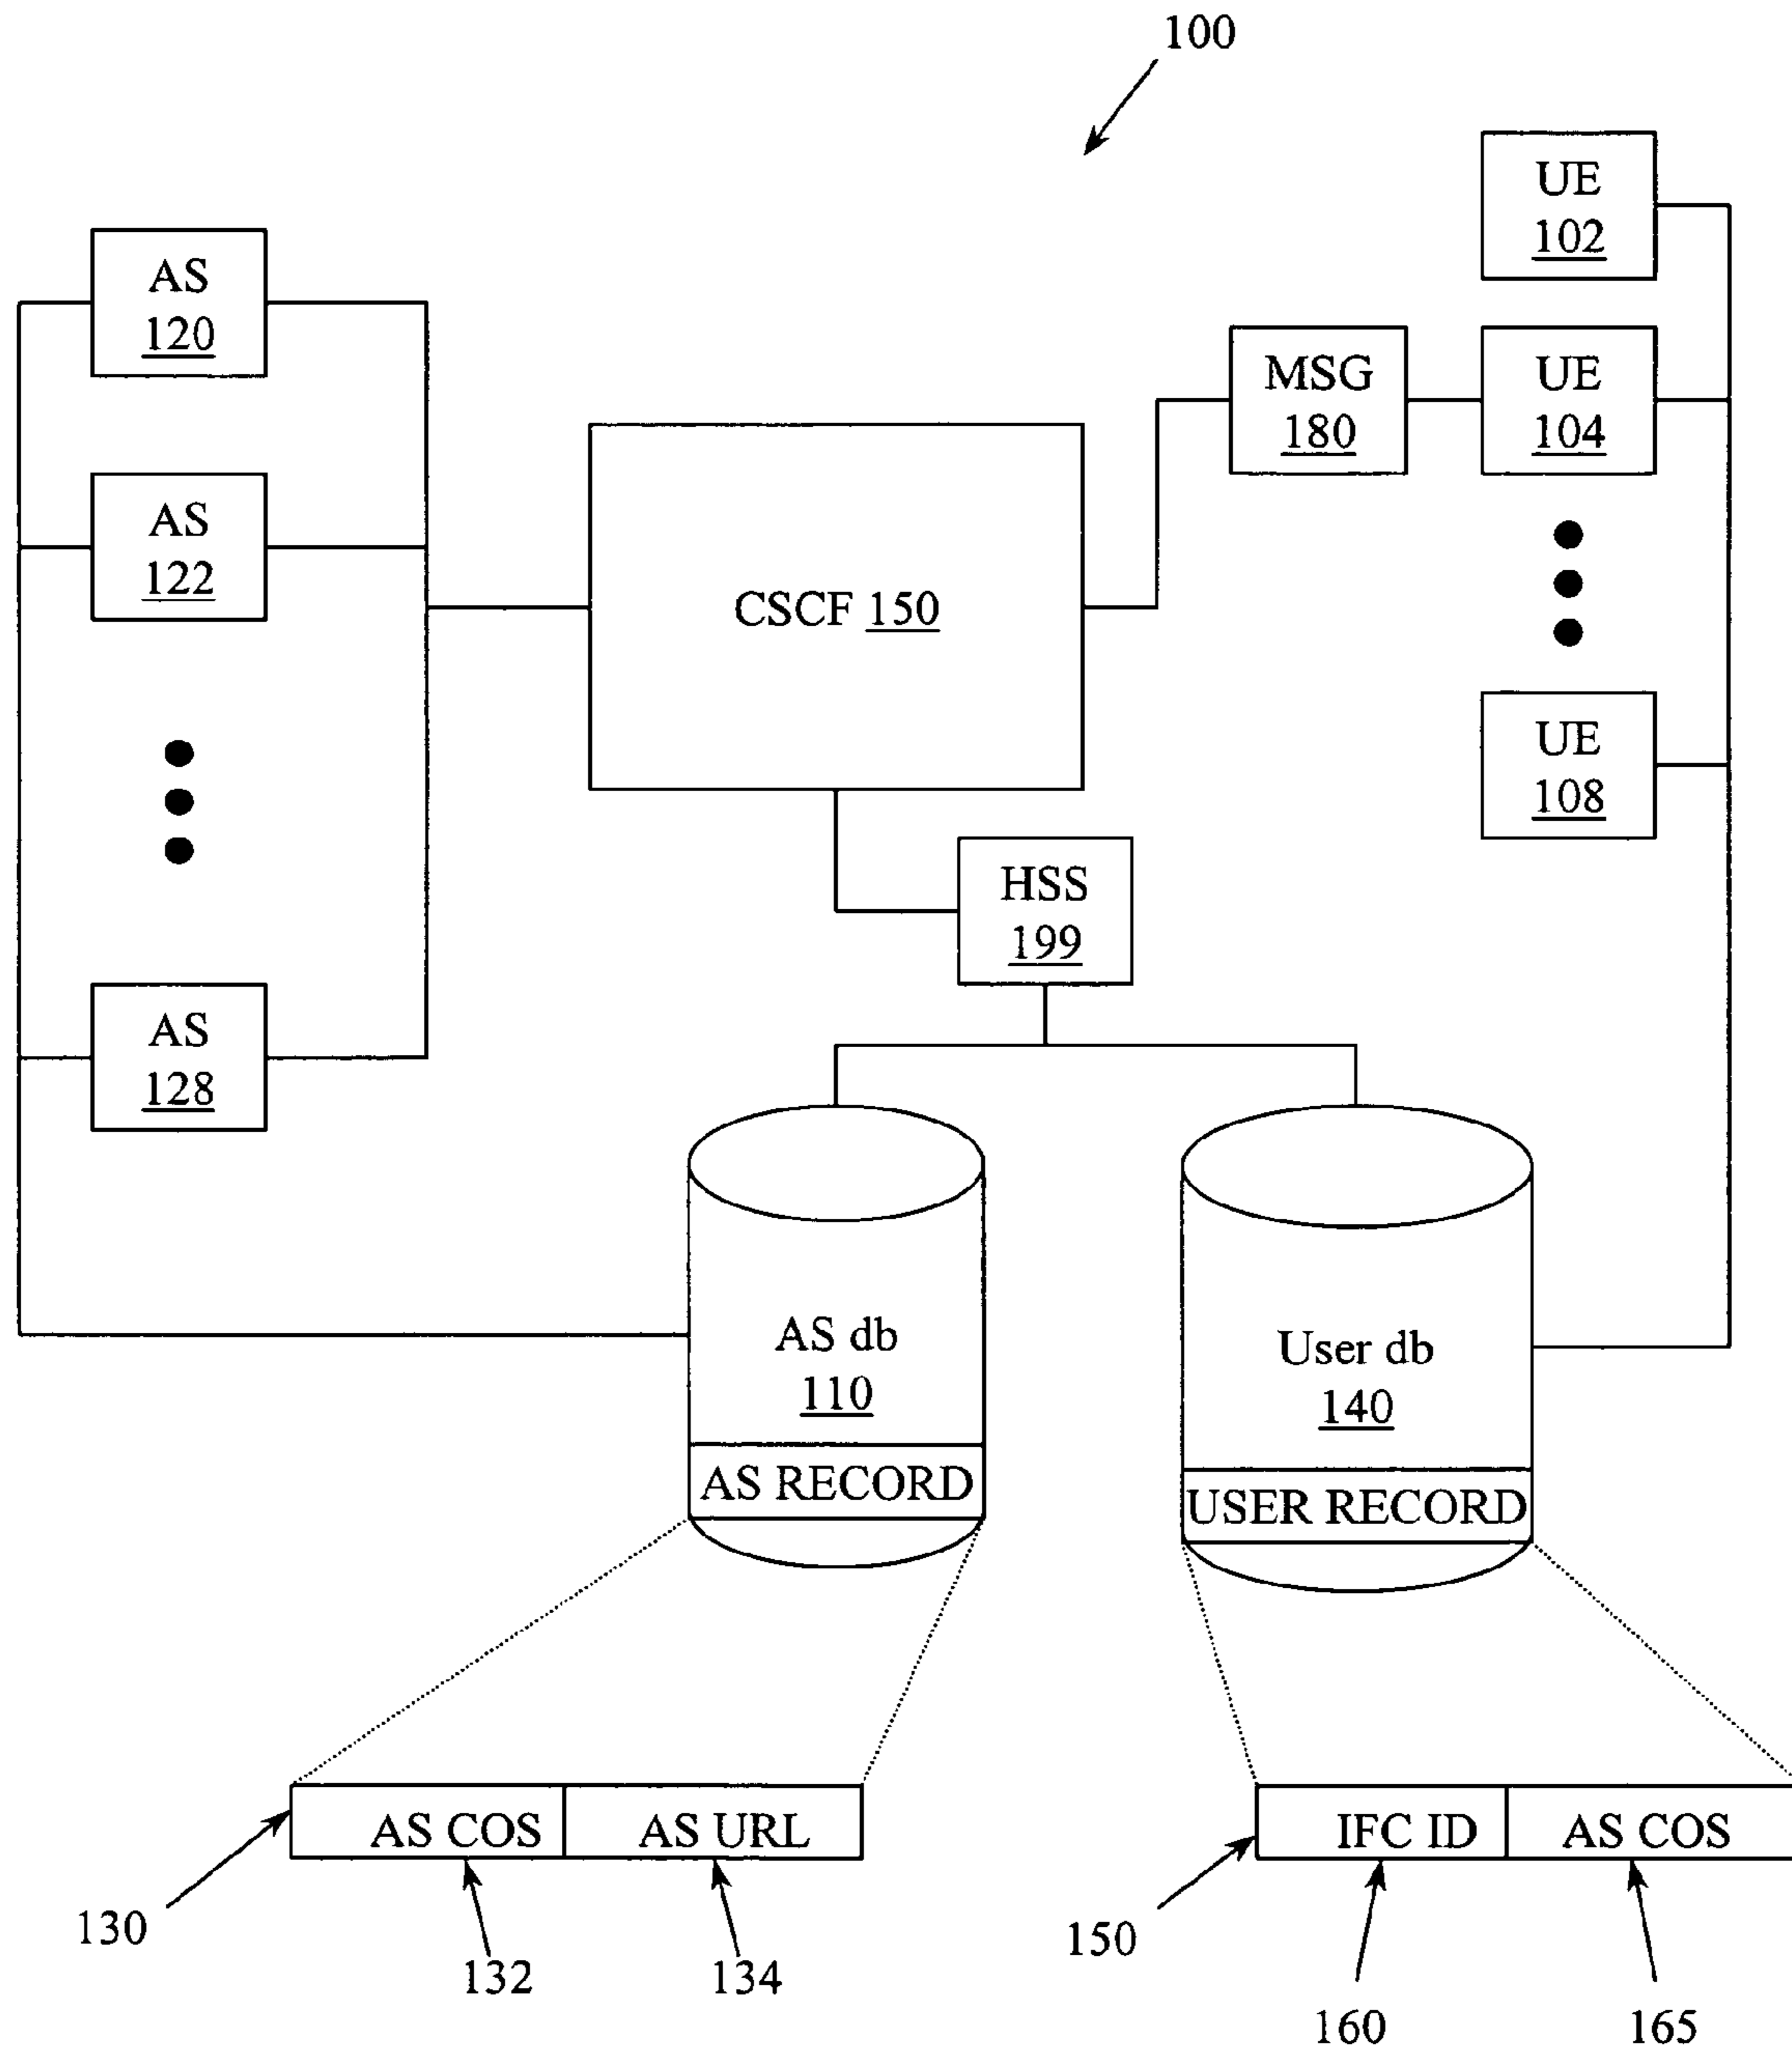 100
UE
102
AS
120
MSG
180
UE
104
AS
122
CSCF 150
UE
108
HSS
199
AS
128
AS db
110
User db
140
AS RECORD
USER RECORD
AS COS
AS URL
IFC ID
AS COS
130
132
134
150
160
165